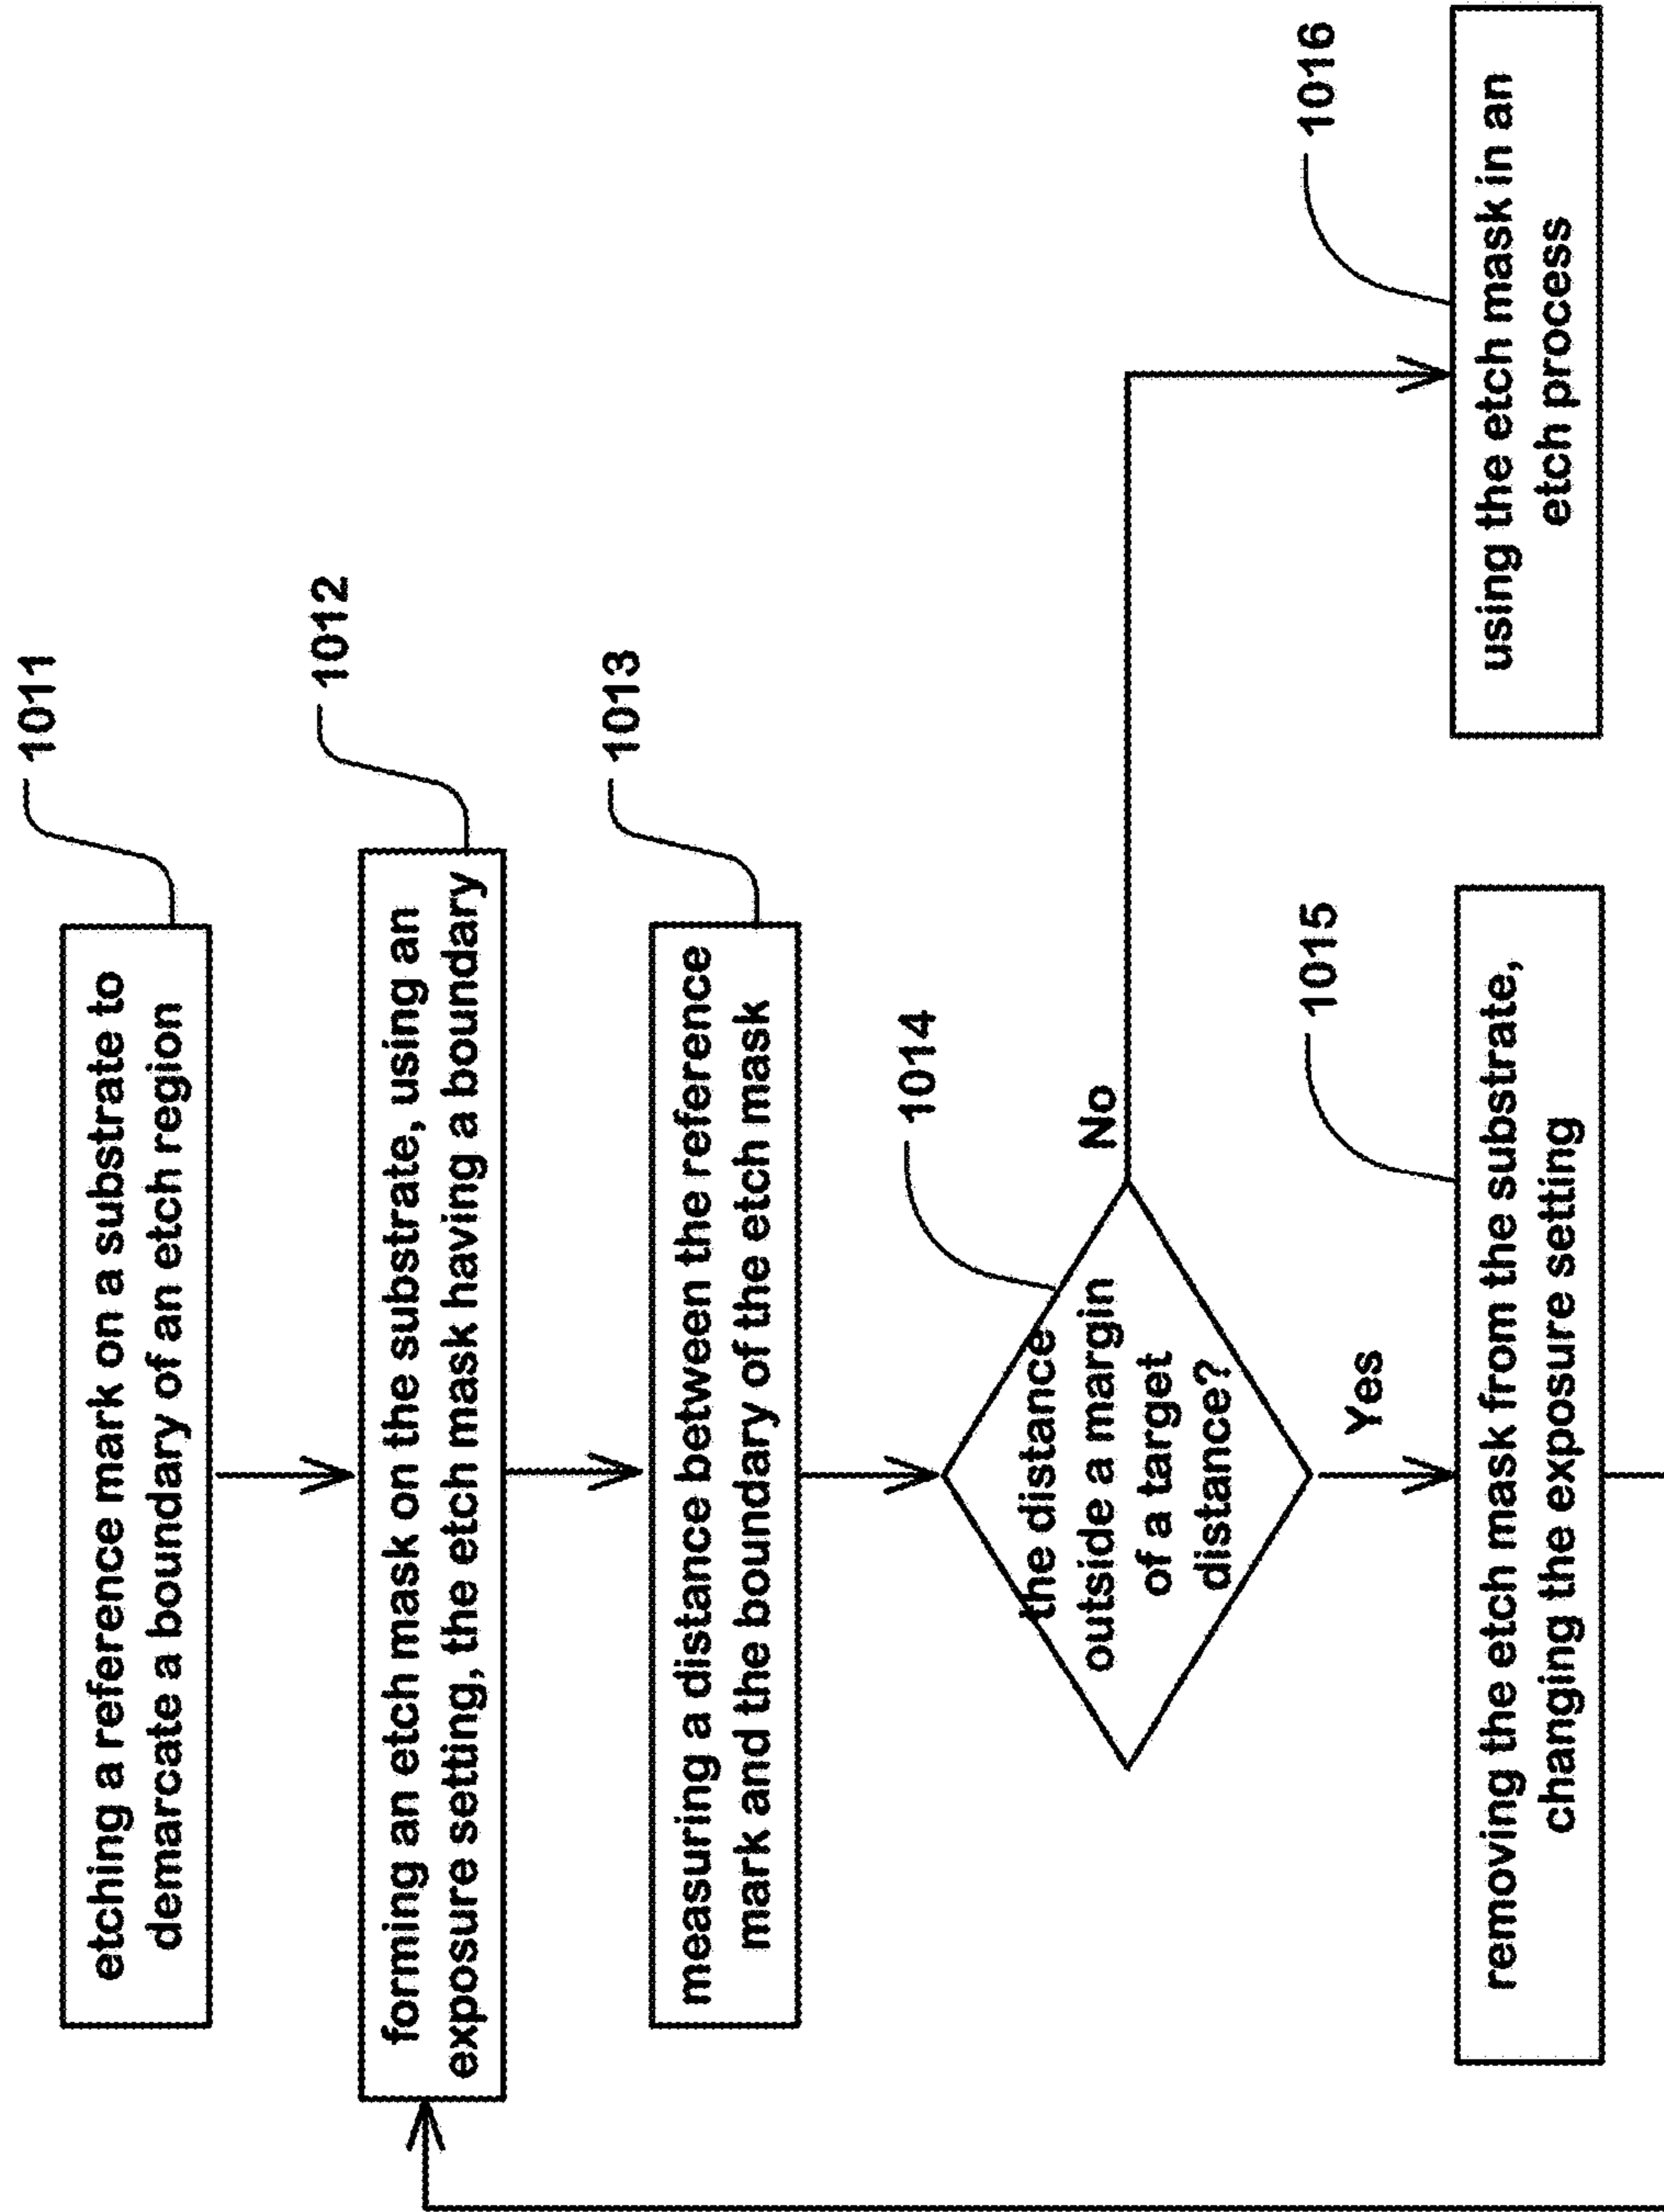 1011
etching a reference mark on a substrate to
demarcate a boundary of an etch region
1012
forming an etch mask on the substrate, using an
exposure setting, the etch mask having a boundary
1013
measuring a distance between the reference
mark and the boundary of the etch mask
1014
the distance
outside a margin
of a target
distance?
No
Yes
1015
removing the etch mask from the substrate,
changing the exposure setting
1016
using the etch mask in an
etch process